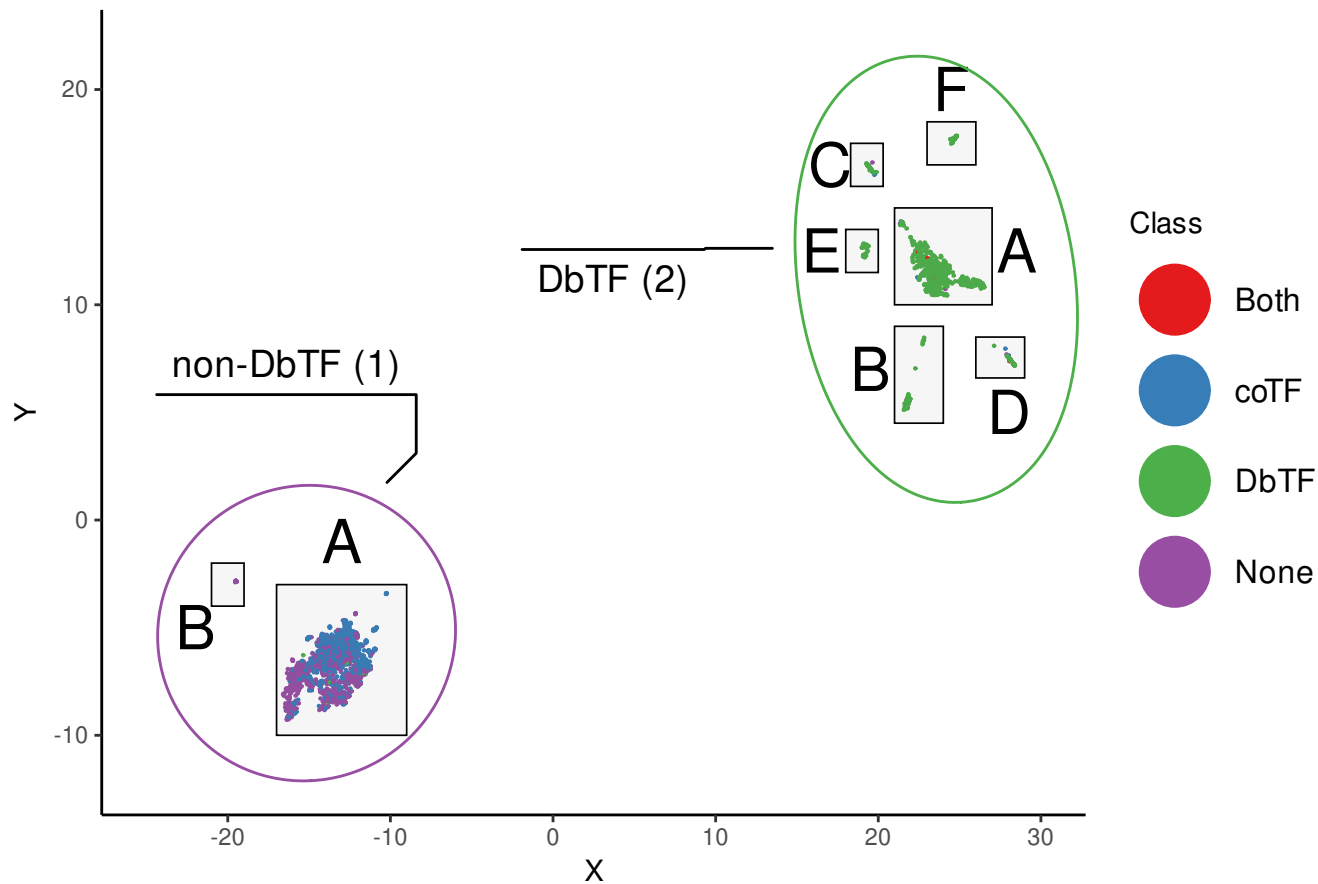 F
20
C
Class
E
A
DbTF (2)
Both
10
non-DbTF (1)
B
coTF
D
Y
DbTF
0
A
None
B
-10
-20
-10
0
10
20
30
X